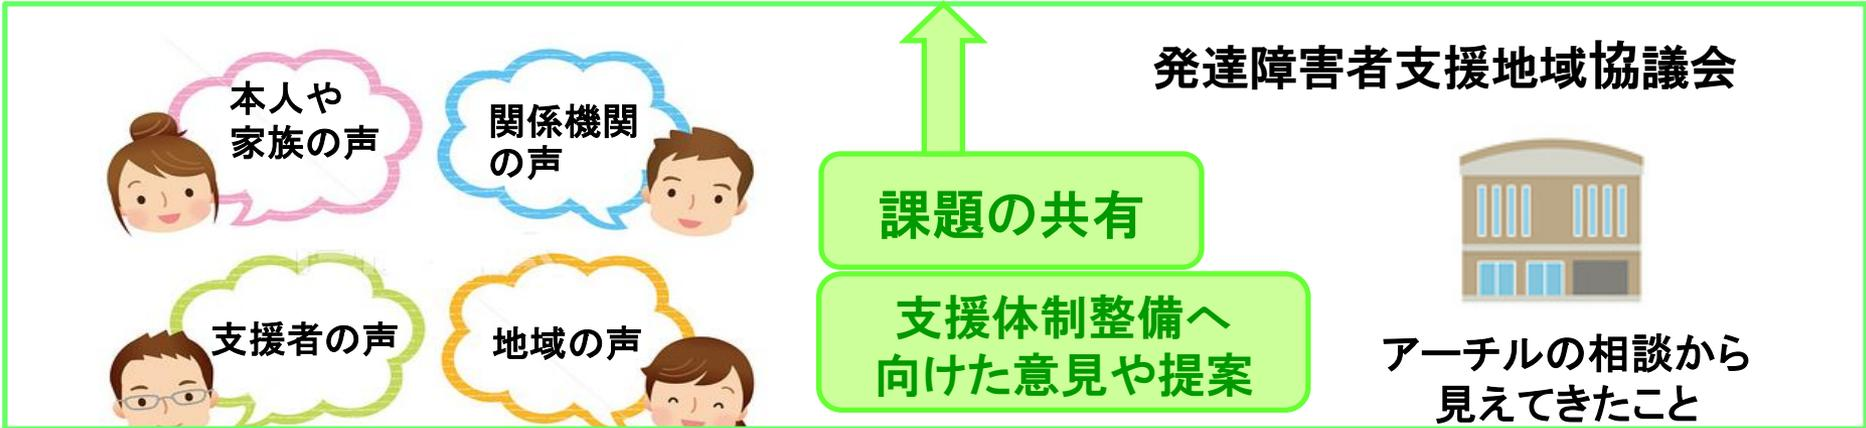 発達障害者支援地域協議会
本人や
家族の声
関係機関
の声
支援者の声
地域の声
課題の共有
支援体制整備へ
向けた意見や提案
アーチルの相談から
見えてきたこと